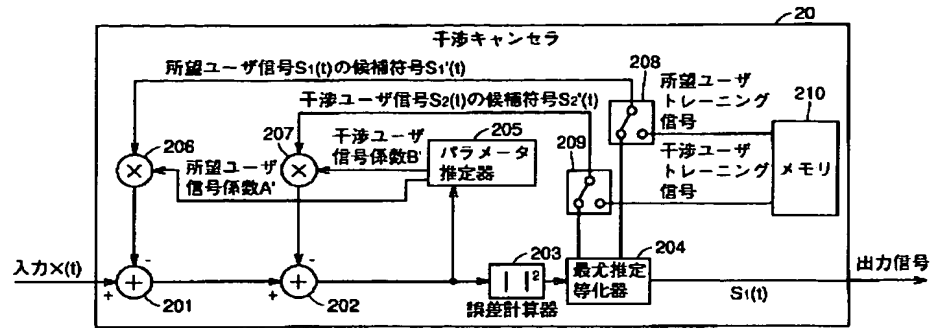 20
干渉キャンセラ
所望ユーザ信号S1(t)の候補符号S1'(t)
208
所望ユーザ
トレーニング
信号
210
干渉ユーザ信号S2(t)の候補符号S2'(t)
206
207
干渉ユーザ
信号係数B'
205
パラメータ
推定器
209
干渉ユーザ
トレーニング
信号
メモリ
所望ユーザ
信号係数A'
×
×
入力X(t)
-
+
+
201
-
+
+
202
203
| |2
誤差計算器
204
最尤推定
等化器
S1(t)
出力信号